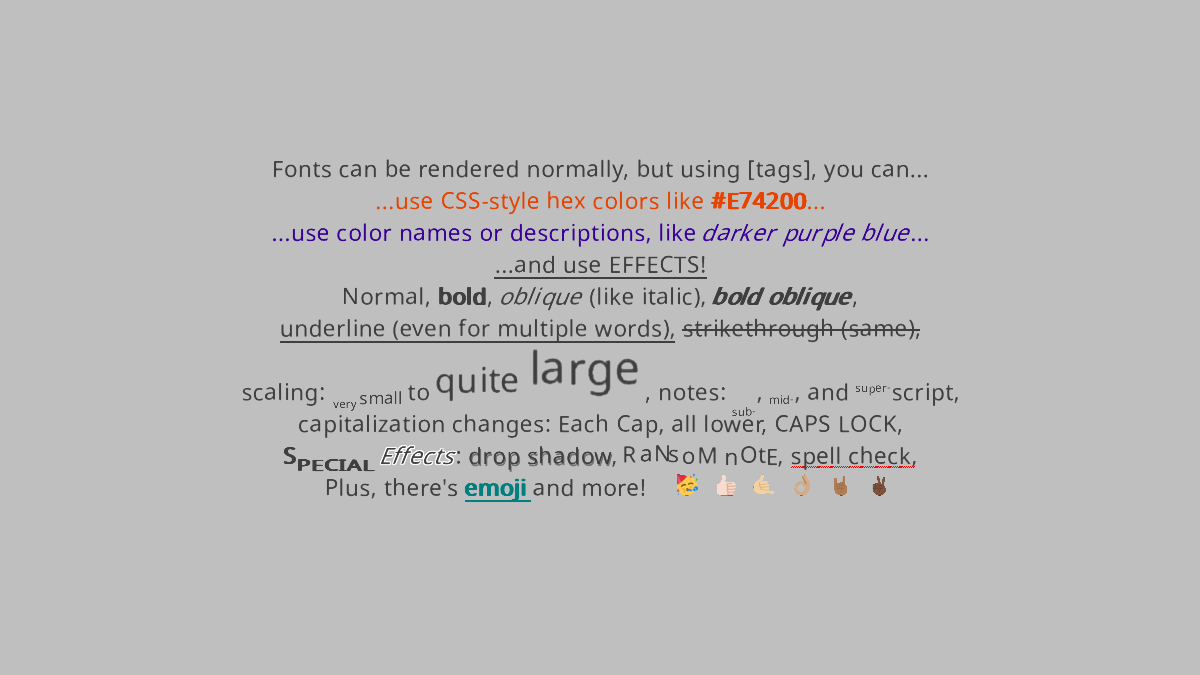 Fonts can be rendered normally, but using [tags], you can...
...use CSS-style hex colors like #E74200...
...use color names or descriptions, like darker purple blue...
...and use EFFECTS!
Normal, bold, oblique (like italic), bold oblique,
underline (even for multiple words), strikethrough (same),
scaling: very small to quite large, notes: sub-, mid-, and super-script,
capitalization changes: Each Cap, all lower, CAPS LOCK,
SPECIAL Effects: drop shadow, RaNsoM nOtE, spell check,
Plus, there's emoji and more! 🥳 👍🏻 🤙🏼 👌🏽 🤘🏾 ✌🏿